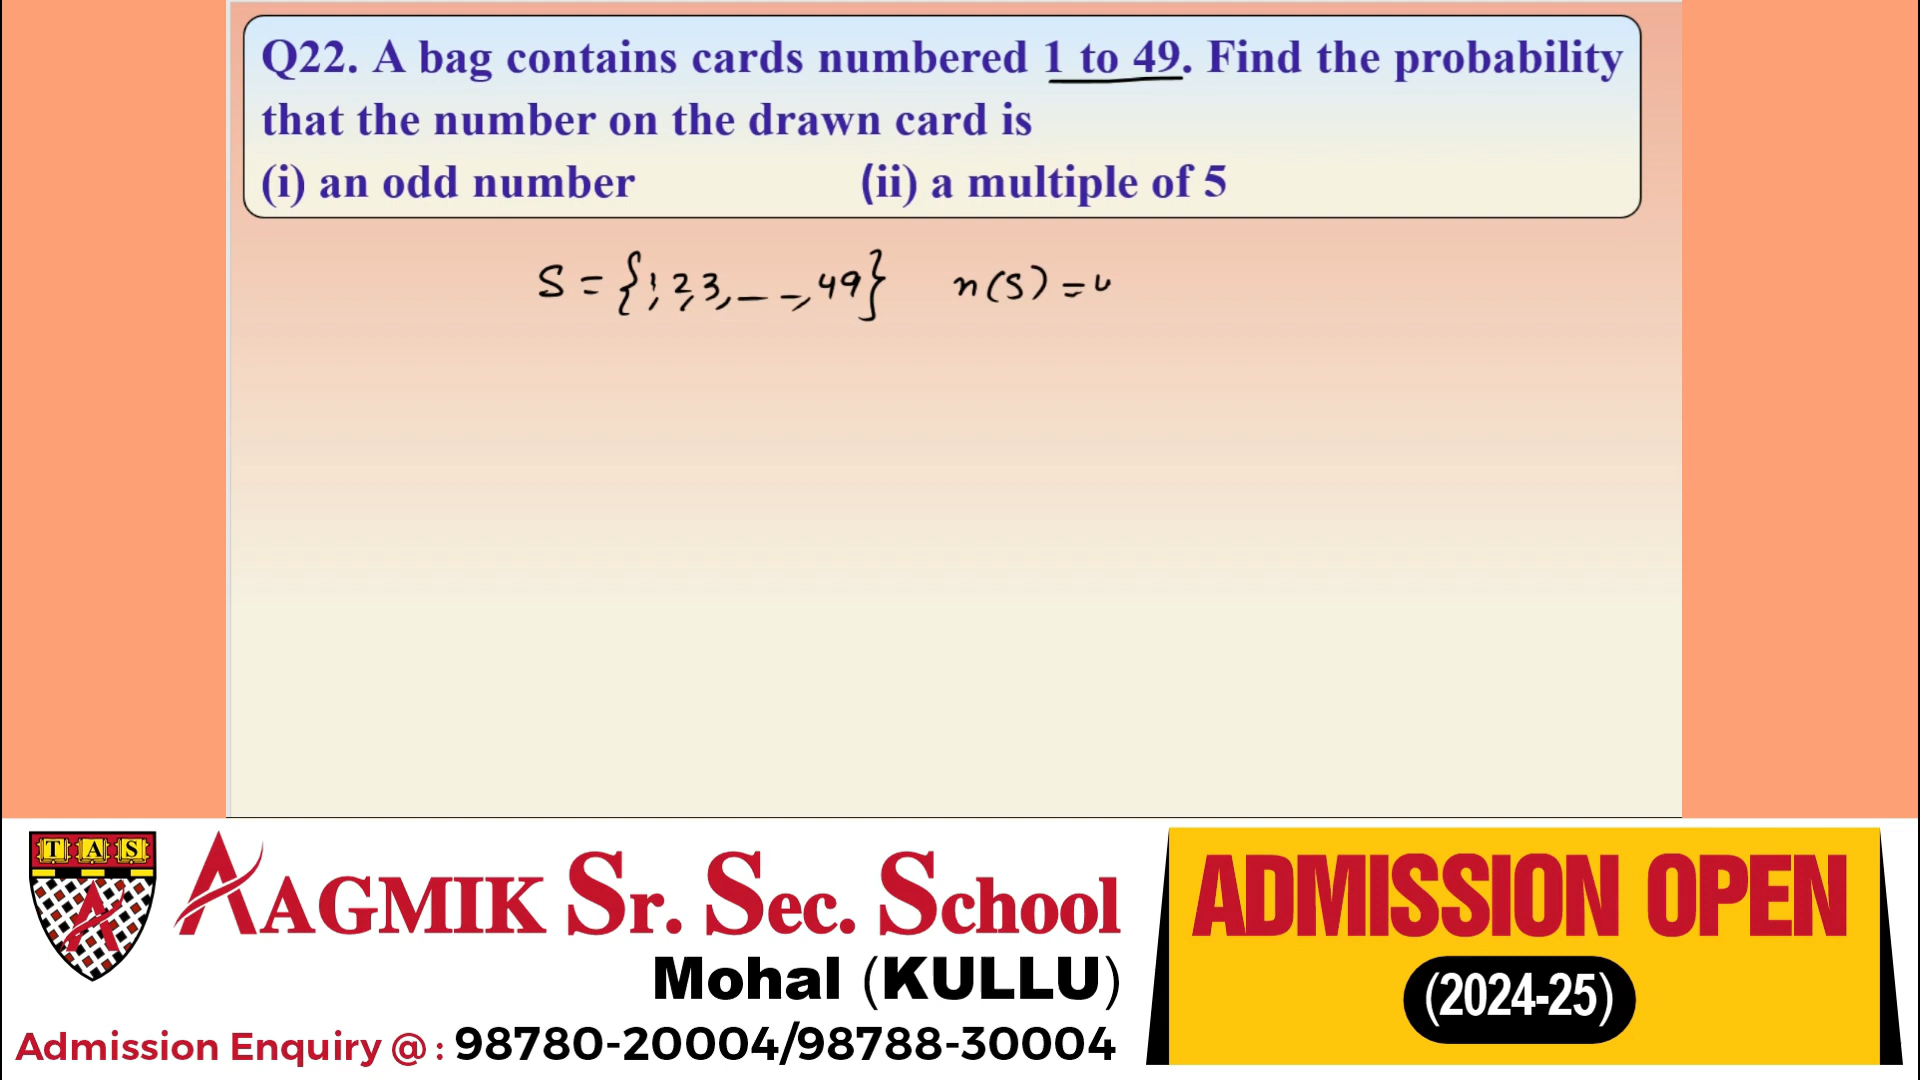 Q22. A bag contains cards numbered 1 to 49. Find the probability
that the number on the drawn card is
(i) an odd number (ii) a multiple of 5
S = {1, 2, 3, _ _, 49} n(S) =
T A S
AAGMIK Sr. Sec. School
Mohal (KULLU)
Admission Enquiry @ : 98780-20004/98788-30004
ADMISSION OPEN
(2024-25)